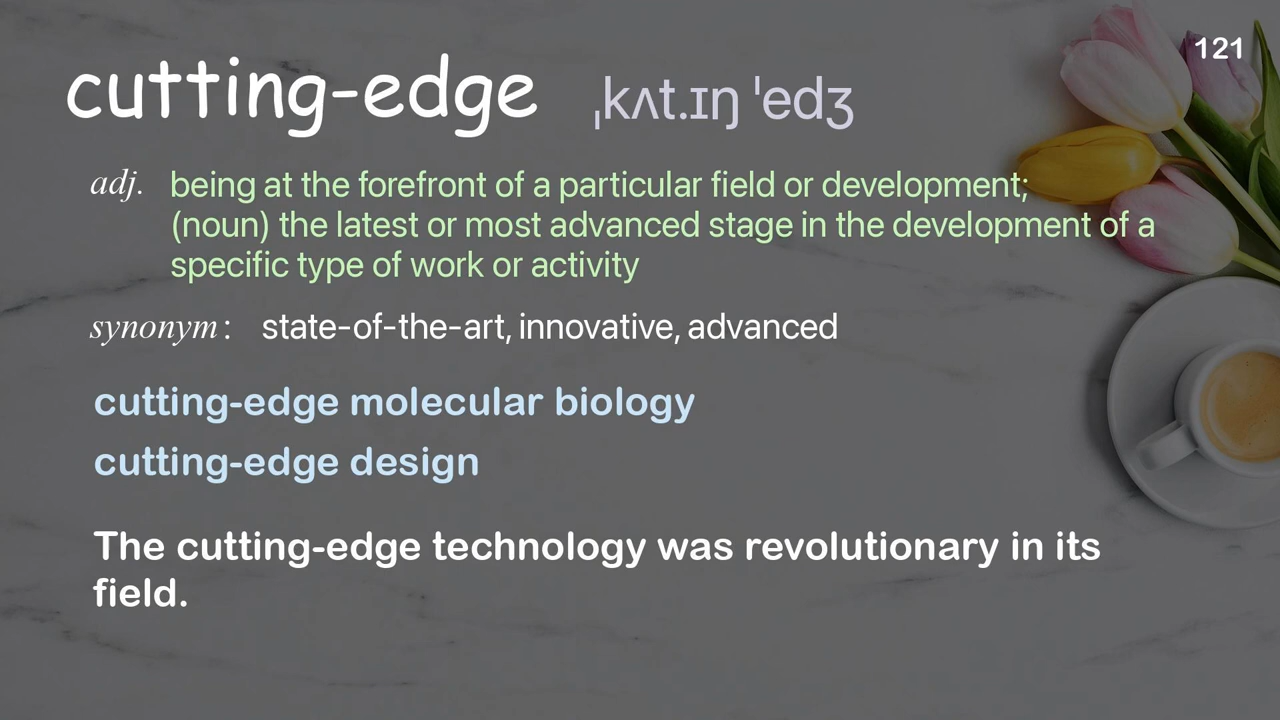 121
cutting-edge ˌkʌt.ɪŋ ˈedʒ
adj. being at the forefront of a particular field or development;
(noun) the latest or most advanced stage in the development of a
specific type of work or activity
synonym: state-of-the-art, innovative, advanced
cutting-edge molecular biology
cutting-edge design
The cutting-edge technology was revolutionary in its
field.